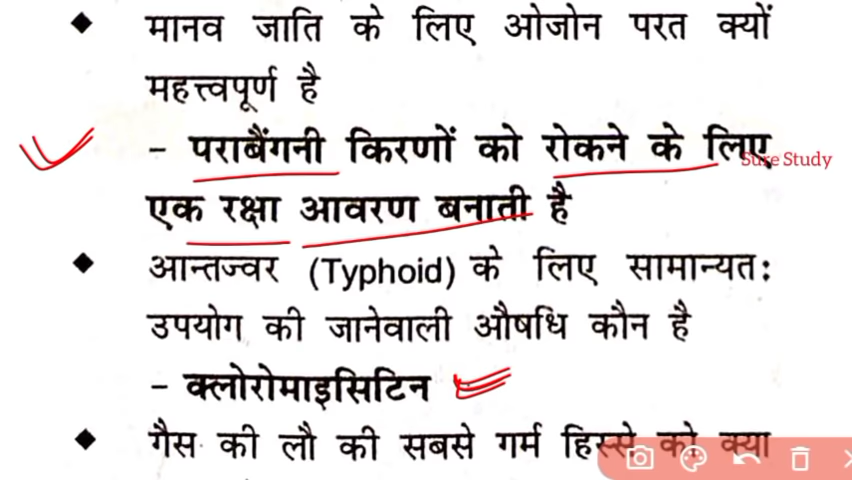 मानव जाति के लिए ओजोन परत क्यों
महत्त्वपूर्ण है
– पराबैंगनी किरणों को रोकने के लिए
Sure Study
एक रक्षा आवरण बनाती है
आन्तज्वर (Typhoid) के लिए सामान्यत:
उपयोग की जानेवाली औषधि कौन है
– क्लोरोमाइसिटिन
गैस की लौ की सबसे गर्म हिस्से को क्या